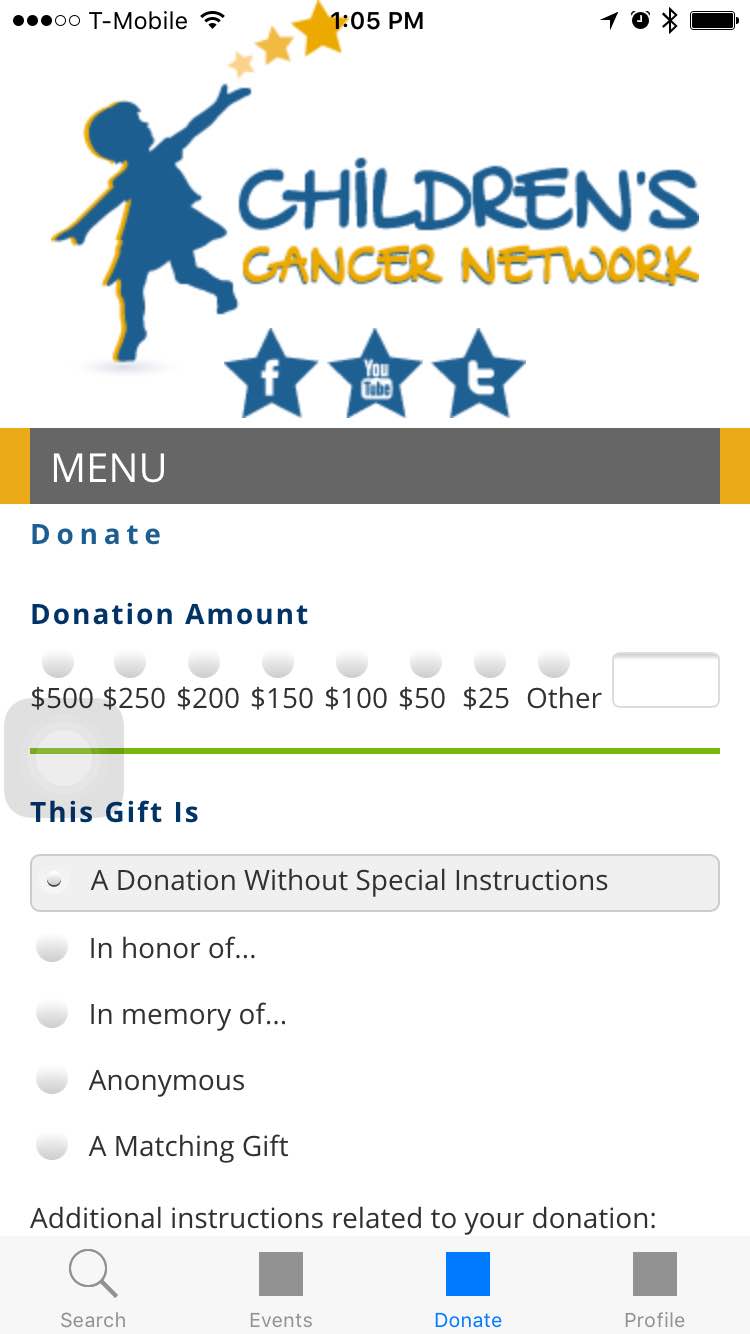 T-Mobile 1:05 PM
CHiLDREN'S
CANCER NETWORK
f You Tube t
MENU
Donate
Donation Amount
$500 $250 $200 $150 $100 $50 $25 Other
This Gift Is
A Donation Without Special Instructions
In honor of...
In memory of...
Anonymous
A Matching Gift
Additional instructions related to your donation:
Search Events Donate Profile